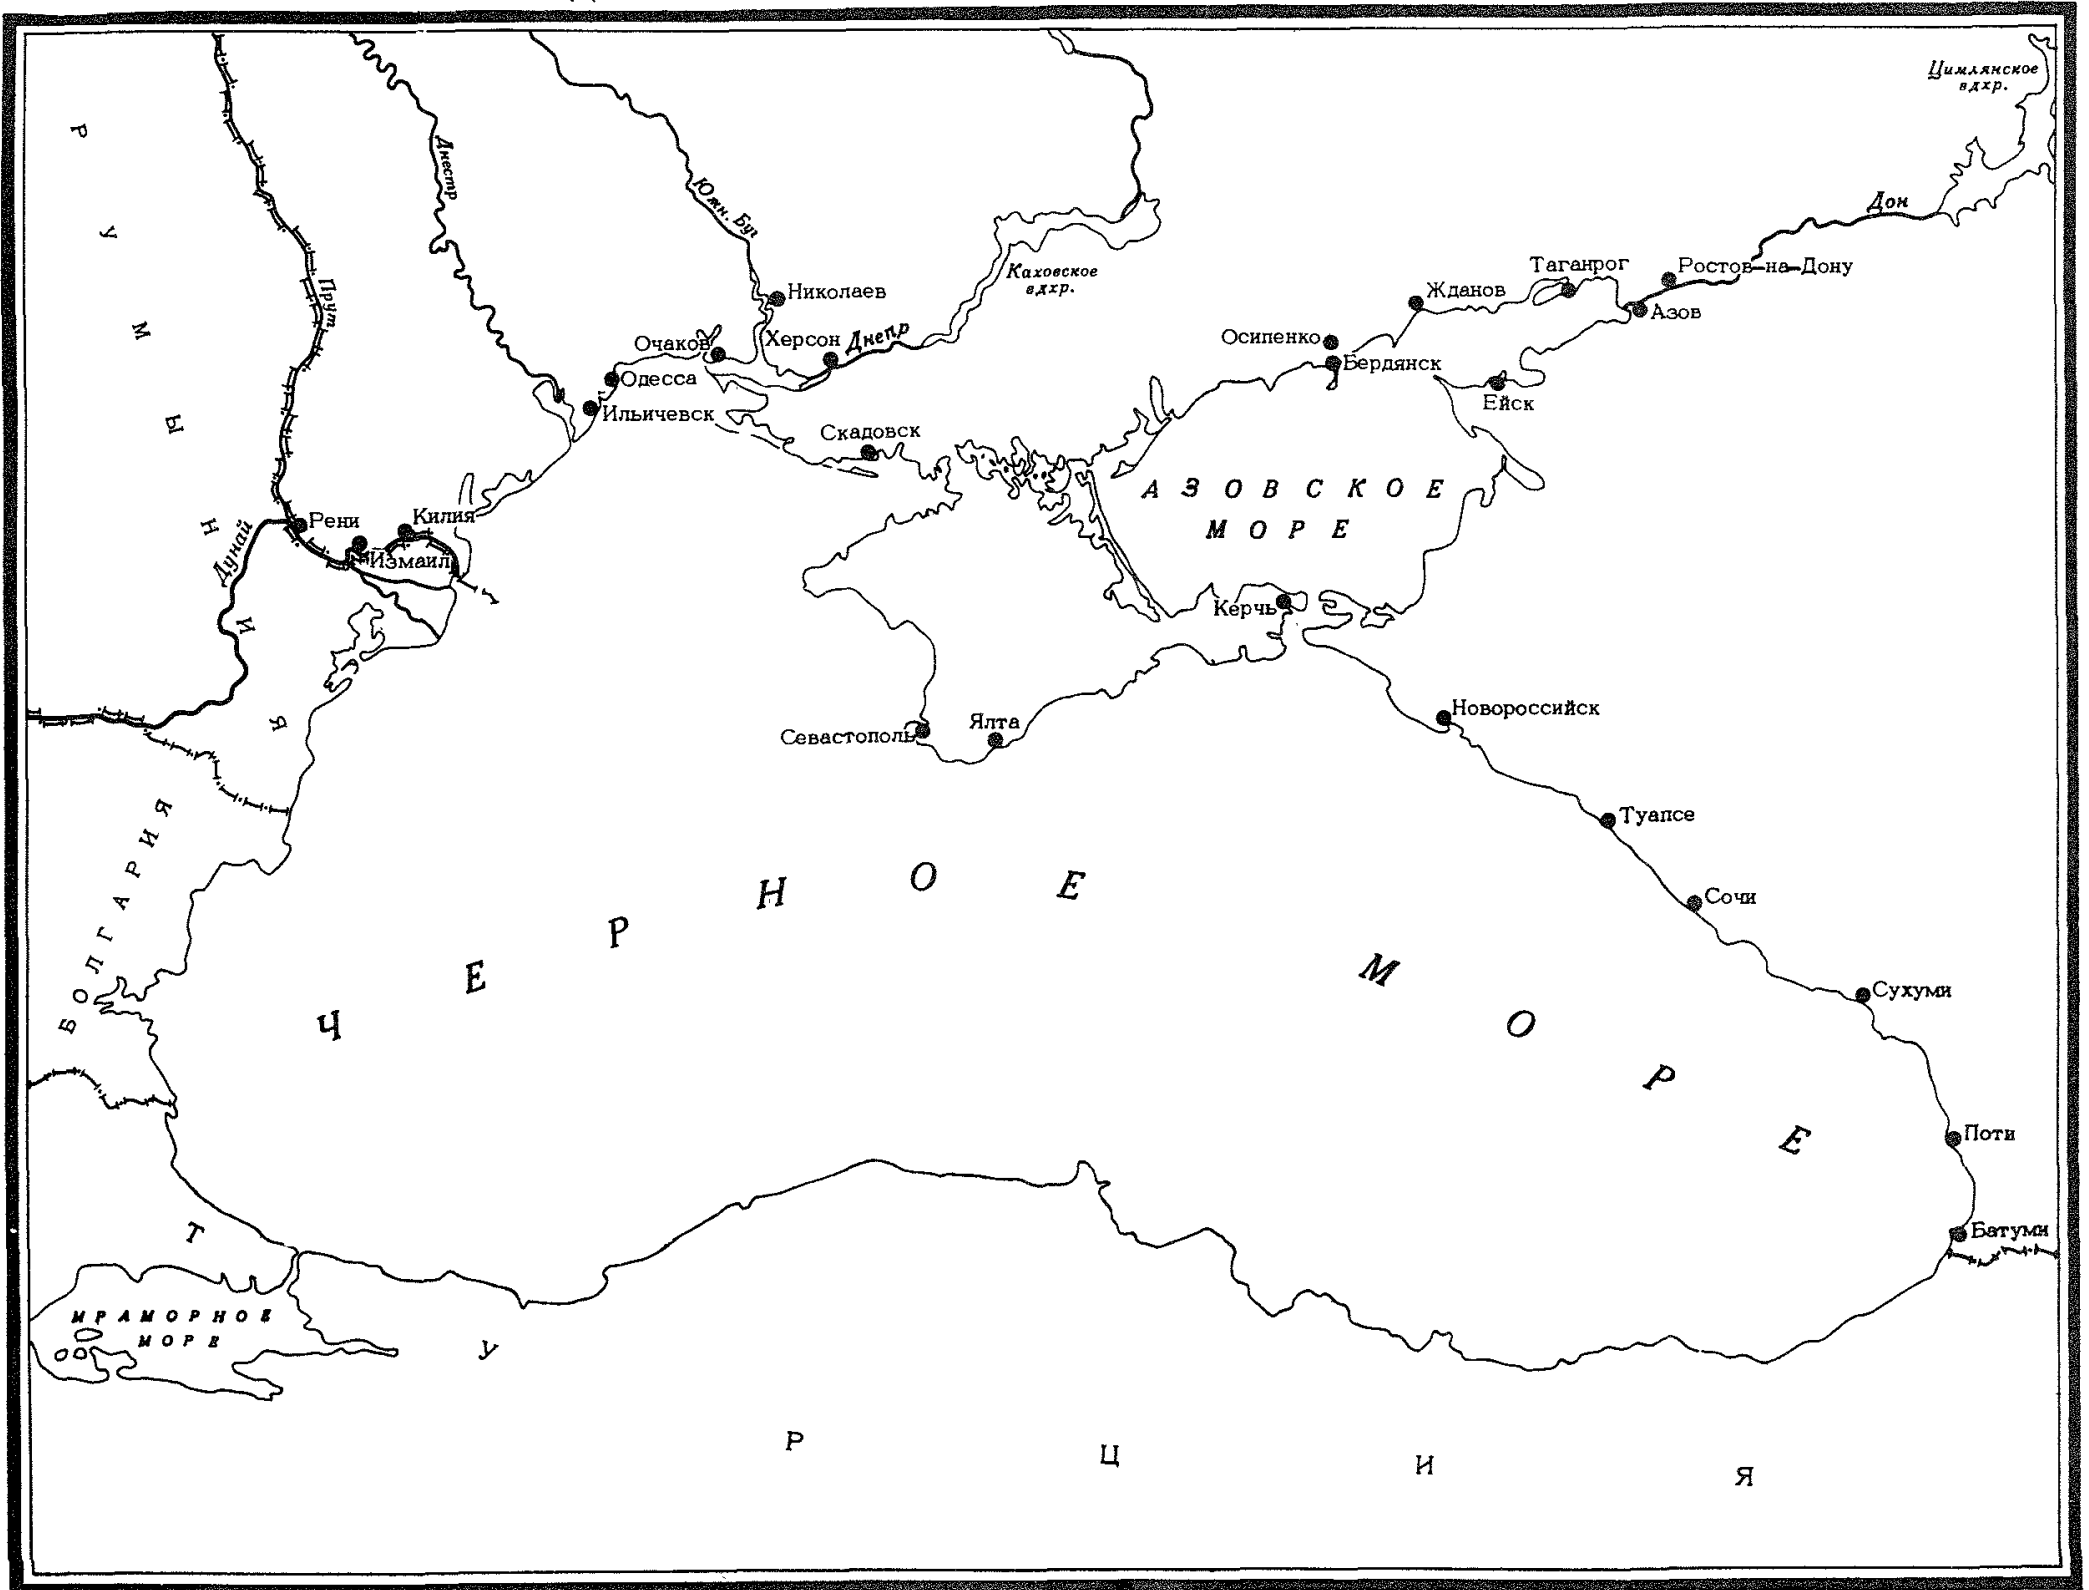 Цимлянское
вдхр.
РУМЫНИЯ
Днестр
Южн. Буг
Дон
Прут
Каховское
вдхр.
Таганрог
Ростов-на-Дону
Николаев
Жданов
Азов
Очаков
Херсон
Днепр
Осипенко
Бердянск
Одесса
Ильичевск
Ейск
Скадовск
АЗОВСКОЕ
МОРЕ
Дунай
Рени
Килия
Измаил
Керчь
Новороссийск
Севастополь
Ялта
БОЛГАРИЯ
Туапсе
Сочи
ЧЕРНОЕ МОРЕ
Сухуми
Поти
Батуми
МРАМОРНОЕ
МОРЕ
ТУРЦИЯ